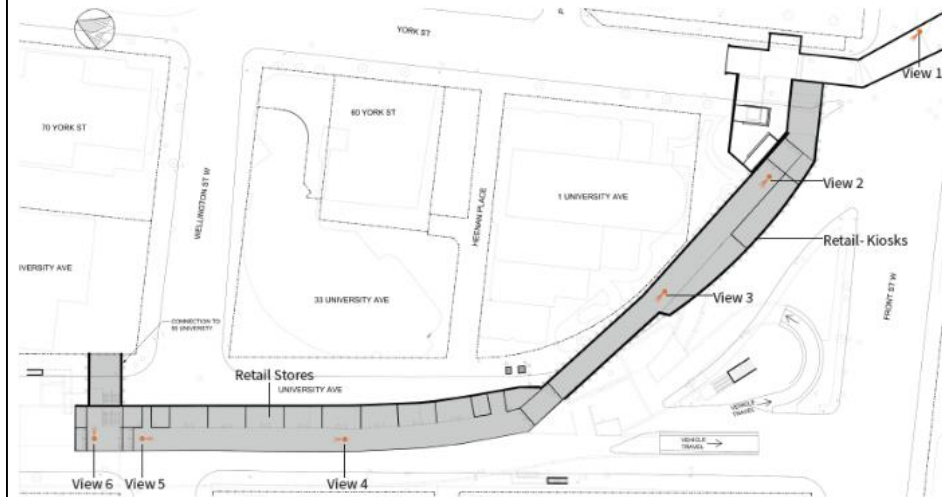 YORK ST
View 1
60 YORK ST
70 YORK ST
View 2
WELLINGTON ST W
HEENAN PLACE
1 UNIVERSITY AVE
Retail- Kiosks
IVERSITY AVE
33 UNIVERSITY AVE
View 3
FRONT ST W
CONNECTION TO
55 UNIVERSITY
Retail Stores
UNIVERSITY AVE
VEHICLE
TRAVEL
VEHICLE
TRAVEL
View 6
View 5
View 4